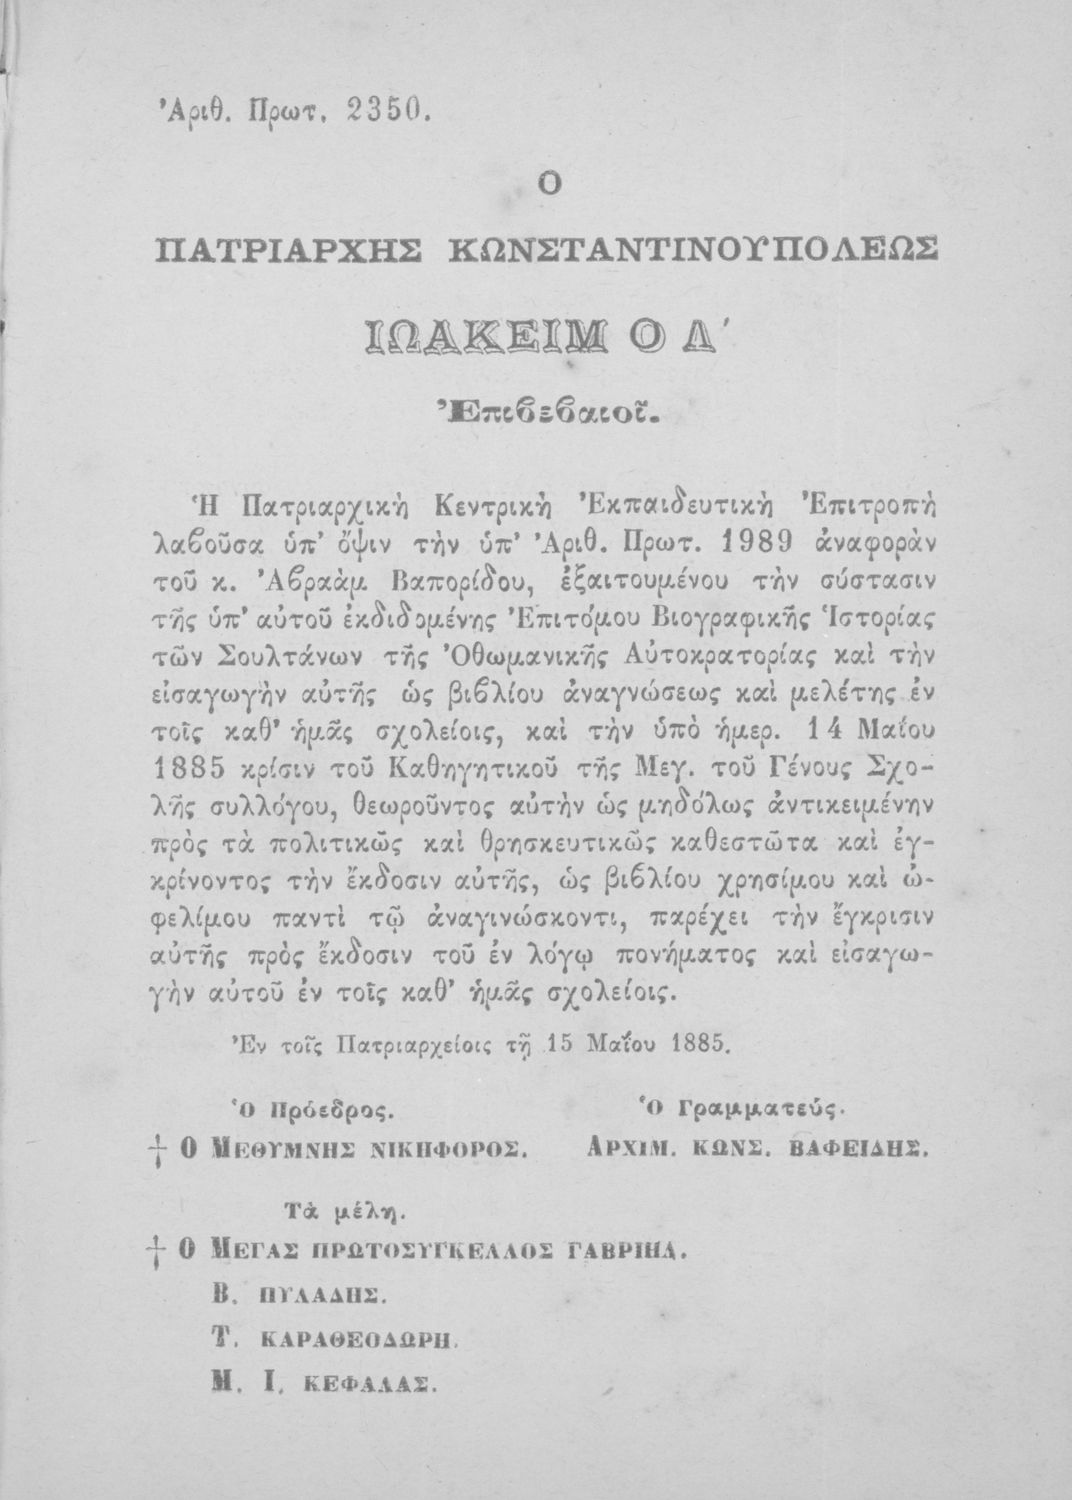 Ἀριθ. Πρωτ. 2350.
Ο
ΠΑΤΡΙΑΡΧΗΣ ΚΩΝΣΤΑΝΤΙΝΟΥΠΟΛΕΩΣ
ΙΩΑΚΕΙΜ Ο Δ΄
Ἐπιβεβαιοῖ.
Ἡ Πατριαρχικὴ Κεντρικὴ Ἐκπαιδευτικὴ Ἐπιτροπὴ
λαβοῦσα ὑπ' ὄψιν τὴν ὑπ' Ἀριθ. Πρωτ. 1989 ἀναφορὰν
τοῦ κ. Ἀβραὰμ Βαπορίδου, ἐξαιτουμένου τὴν σύστασιν
τῆς ὑπ' αὐτοῦ ἐκδιδομένης Ἐπιτόμου Βιογραφικῆς Ἱστορίας
τῶν Σουλτάνων τῆς Ὀθωμανικῆς Αὐτοκρατορίας καὶ τὴν
εἰσαγωγὴν αὐτῆς ὡς βιβλίου ἀναγνώσεως καὶ μελέτης ἐν
τοῖς καθ' ἡμᾶς σχολείοις, καὶ τὴν ὑπὸ ἡμερ. 14 Μαΐου
1885 κρίσιν τοῦ Καθηγητικοῦ τῆς Μεγ. τοῦ Γένους Σχο-
λῆς συλλόγου, θεωροῦντος αὐτὴν ὡς μηδόλως ἀντικειμένην
πρὸς τὰ πολιτικῶς καὶ θρησκευτικῶς καθεστῶτα καὶ ἐγ-
κρίνοντος τὴν ἔκδοσιν αὐτῆς, ὡς βιβλίου χρησίμου καὶ ὠ-
φελίμου παντὶ τῷ ἀναγινώσκοντι, παρέχει τὴν ἔγκρισιν
αὐτῆς πρὸς ἔκδοσιν τοῦ ἐν λόγῳ πονήματος καὶ εἰσαγω-
γὴν αὐτοῦ ἐν τοῖς καθ' ἡμᾶς σχολείοις.
Ἐν τοῖς Πατριαρχείοις τῇ 15 Μαΐου 1885.
Ὁ Πρόεδρος. Ὁ Γραμματεύς.
† Ο ΜΕΘΥΜΝΗΣ ΝΙΚΗΦΟΡΟΣ. ΑΡΧΙΜ. ΚΩΝΣ. ΒΑΦΕΙΔΗΣ.
Τὰ μέλη.
† Ο ΜΕΓΑΣ ΠΡΩΤΟΣΥΓΚΕΛΛΟΣ ΓΑΒΡΙΗΛ.
Β. ΠΥΛΑΔΗΣ.
Τ. ΚΑΡΑΘΕΟΔΩΡΗ.
Μ. Ι. ΚΕΦΑΛΑΣ.